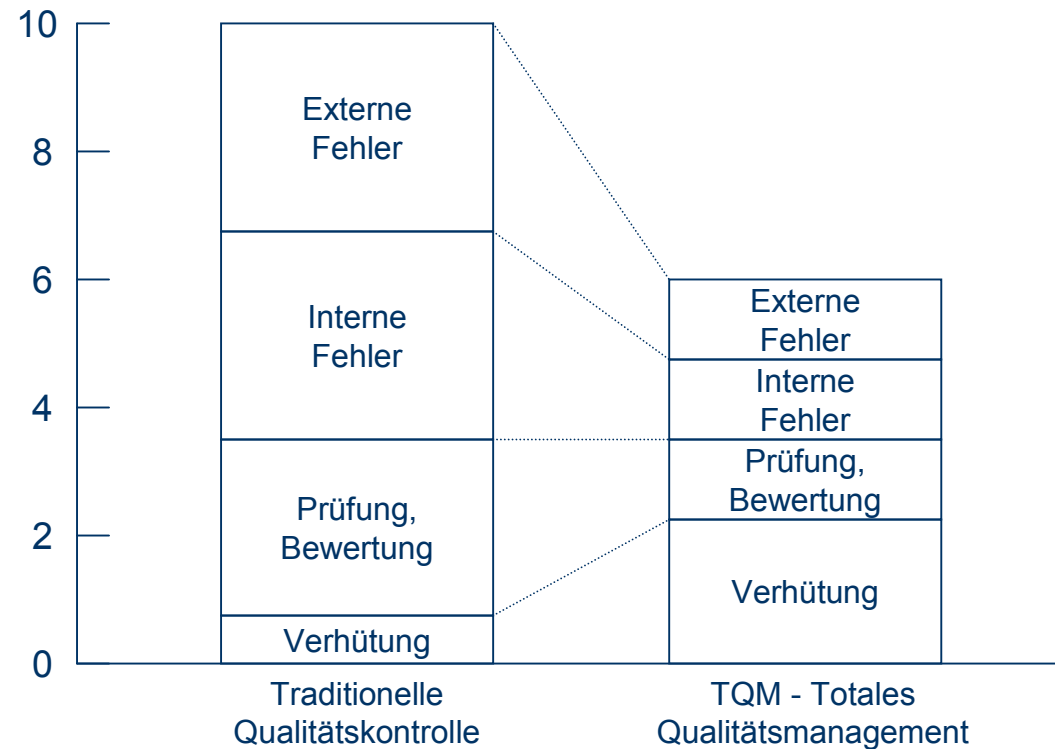 10
8
6
4
2
0
Externe
Fehler
Interne
Fehler
Prüfung,
Bewertung
Verhütung
Externe
Fehler
Interne
Fehler
Prüfung,
Bewertung
Verhütung
Traditionelle
Qualitätskontrolle
TQM - Totales
Qualitätsmanagement